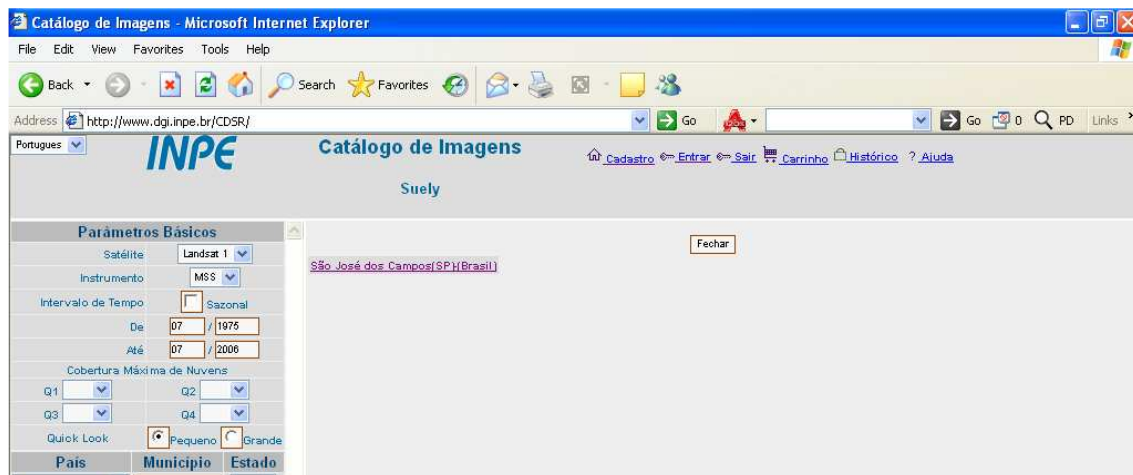 Catálogo de Imagens - Microsoft Internet Explorer
File Edit View Favorites Tools Help
Back Search Favorites
Address http://www.dgi.inpe.br/CDSR/ Go Go 0 PD Links
Portugues INPE Catálogo de Imagens Cadastro Entrar Sair Carrinho Histórico ? Ajuda
Suely
Parâmetros Básicos
Satélite Landsat 1
Instrumento MSS
Intervalo de Tempo Sazonal
De 07 / 1975
Até 07 / 2006
Cobertura Máxima de Nuvens
Q1 Q2
Q3 Q4
Quick Look Pequeno Grande
País Município Estado
Fechar
São José dos Campos(SP)(Brasil)